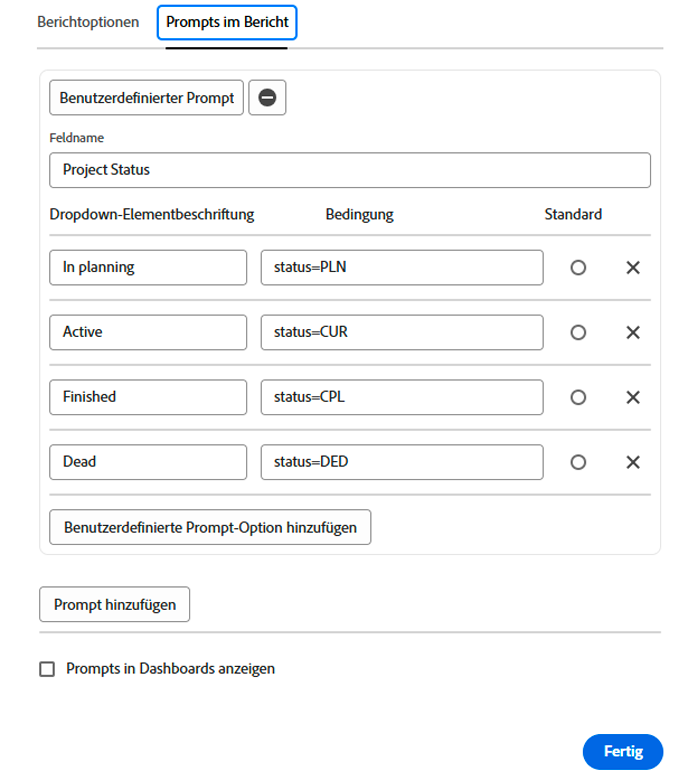 Berichtoptionen Prompts im Bericht
Benutzerdefinierter Prompt
Feldname
Project Status
Dropdown-Elementbeschriftung Bedingung Standard
In planning status=PLN
Active status=CUR
Finished status=CPL
Dead status=DED
Benutzerdefinierte Prompt-Option hinzufügen
Prompt hinzufügen
Prompts in Dashboards anzeigen
Fertig